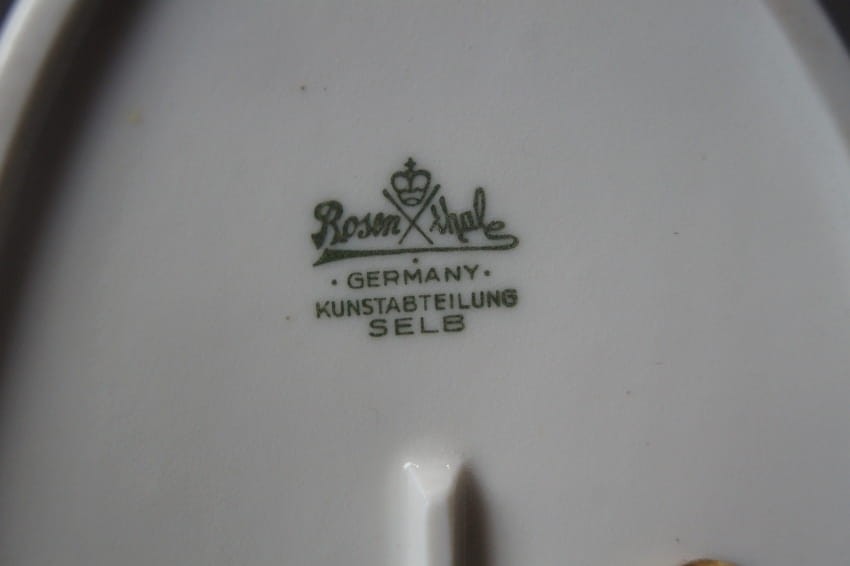 Rosenthal
· GERMANY ·
KUNSTABTEILUNG
SELB